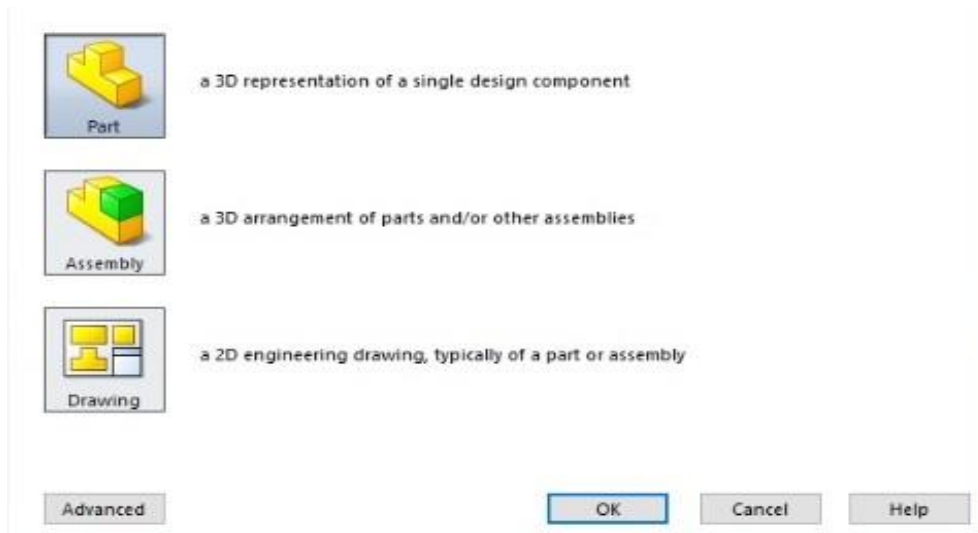 a 3D representation of a single design component
Part
a 3D arrangement of parts and/or other assemblies
Assembly
a 2D engineering drawing, typically of a part or assembly
Drawing
Advanced OK Cancel Help